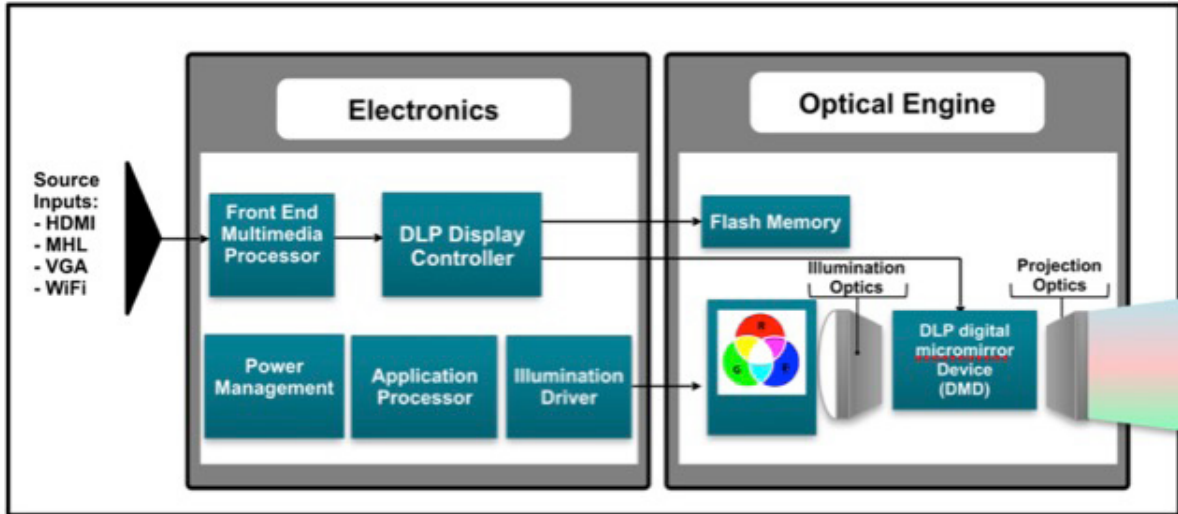 Electronics
Optical Engine
Source
Inputs:
- HDMI
- MHL
- VGA
- WiFi
Front End
Multimedia
Processor
DLP Display
Controller
Flash Memory
Illumination
Optics
Projection
Optics
Power
Management
Application
Processor
Illumination
Driver
R
G
DLP digital
micromirror
Device
(DMD)